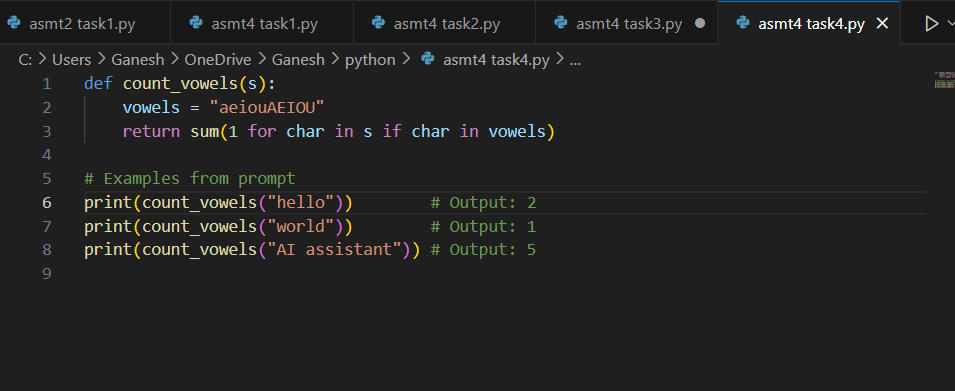 asmt2 task1.py asmt4 task1.py asmt4 task2.py asmt4 task3.py asmt4 task4.py
C: > Users > Ganesh > OneDrive > Ganesh > python > asmt4 task4.py > ...
1 def count_vowels(s):
2     vowels = "aeiouAEIOU"
3     return sum(1 for char in s if char in vowels)
4
5 # Examples from prompt
6 print(count_vowels("hello"))        # Output: 2
7 print(count_vowels("world"))        # Output: 1
8 print(count_vowels("AI assistant")) # Output: 5
9